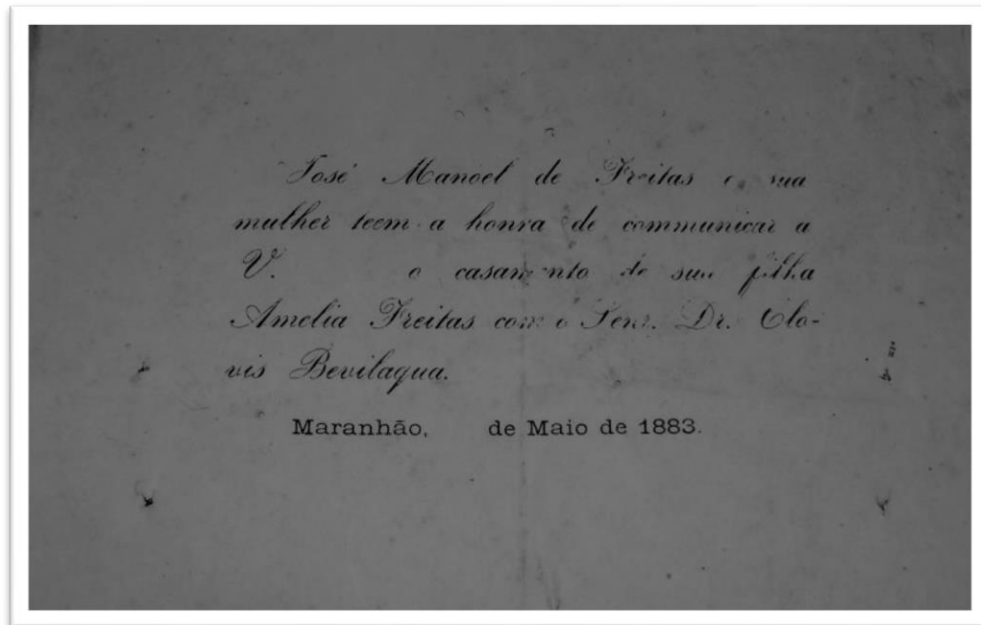 José Manoel de Freitas e sua
mulher teem a honra de communicar a
V. o casamento de sua filha
Amelia Freitas com o Senr. Dr. Clo-
vis Bevilaqua.
Maranhão, de Maio de 1883.